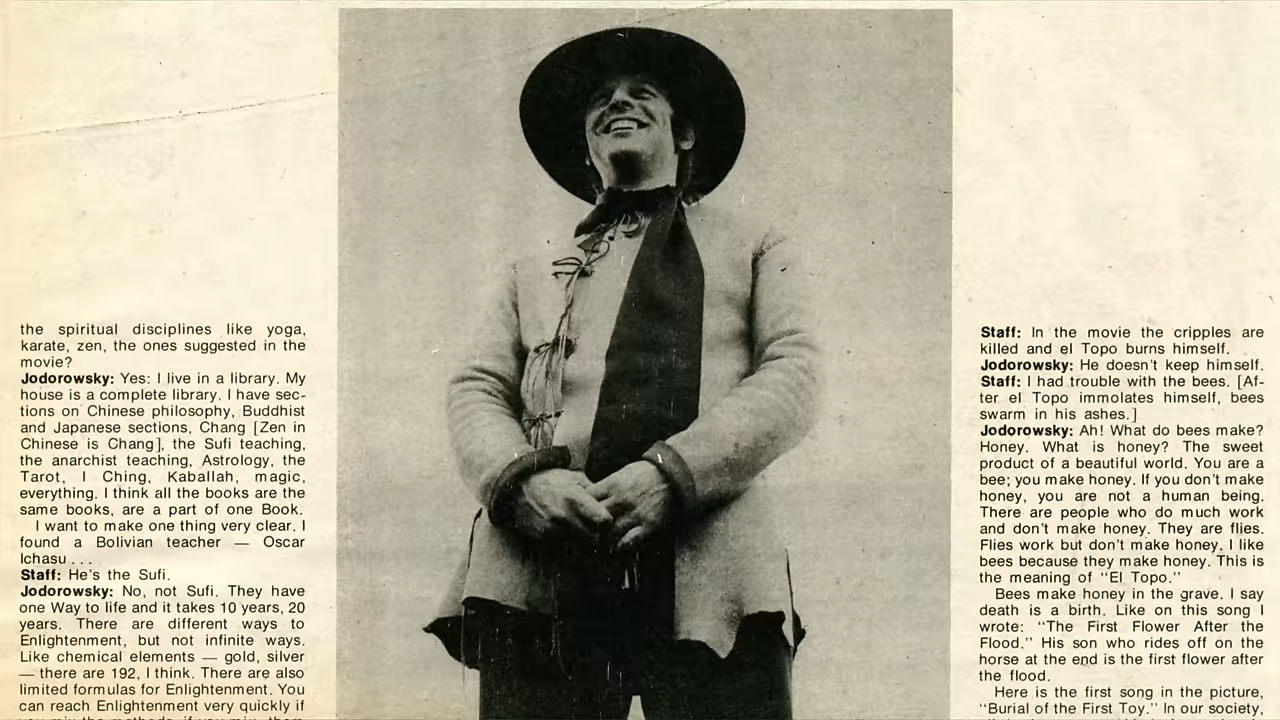 the spiritual disciplines like yoga,
karate, zen, the ones suggested in the
movie?
Jodorowsky: Yes: I live in a library. My
house is a complete library. I have sec-
tions on Chinese philosophy, Buddhist
and Japanese sections, Chang [Zen in
Chinese is Chang], the Sufi teaching,
the anarchist teaching, Astrology, the
Tarot, I Ching, Kaballah, magic,
everything. I think all the books are the
same books, are a part of one Book.
I want to make one thing very clear. I
found a Bolivian teacher — Oscar
Ichasu . . .
Staff: He's the Sufi.
Jodorowsky: No, not Sufi. They have
one Way to life and it takes 10 years, 20
years. There are different ways to
Enlightenment, but not infinite ways.
Like chemical elements — gold, silver
— there are 192, I think. There are also
limited formulas for Enlightenment. You
can reach Enlightenment very quickly if
Staff: In the movie the cripples are
killed and el Topo burns himself.
Jodorowsky: He doesn't keep himself.
Staff: I had trouble with the bees. [Af-
ter el Topo immolates himself, bees
swarm in his ashes.]
Jodorowsky: Ah! What do bees make?
Honey. What is honey? The sweet
product of a beautiful world. You are a
bee; you make honey. If you don't make
honey, you are not a human being.
There are people who do much work
and don't make honey. They are flies.
Flies work but don't make honey. I like
bees because they make honey. This is
the meaning of "El Topo."
Bees make honey in the grave. I say
death is a birth. Like on this song I
wrote: "The First Flower After the
Flood." His son who rides off on the
horse at the end is the first flower after
the flood.
Here is the first song in the picture,
"Burial of the First Toy." In our society,